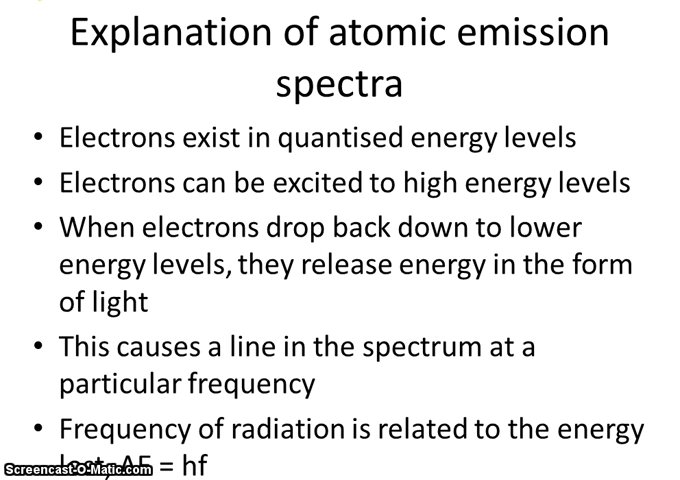 Explanation of atomic emission
spectra
• Electrons exist in quantised energy levels
• Electrons can be excited to high energy levels
• When electrons drop back down to lower
energy levels, they release energy in the form
of light
• This causes a line in the spectrum at a
particular frequency
• Frequency of radiation is related to the energy
lost, ΔE = hf
Screencast-O-Matic.com